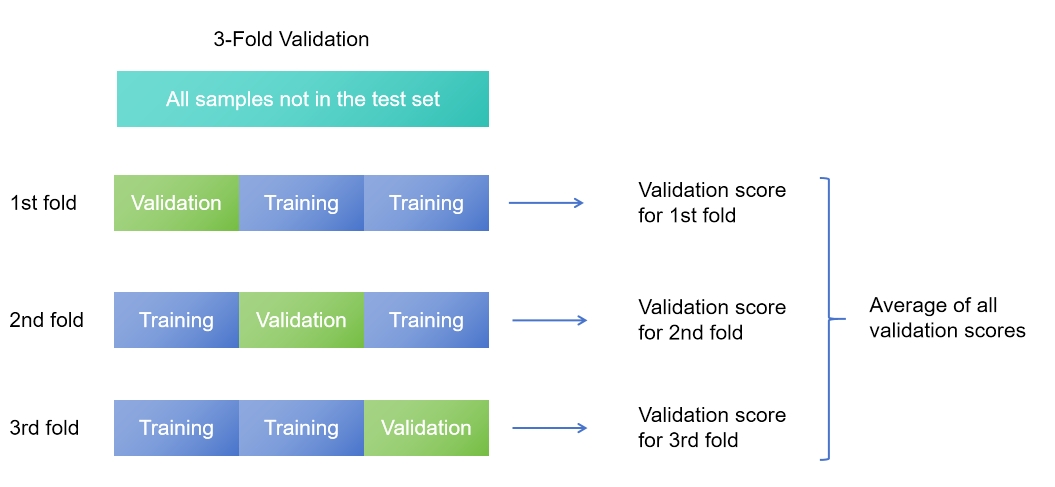 3-Fold Validation
All samples not in the test set
1st fold
Validation
Training
Training
Validation score
for 1st fold
2nd fold
Training
Validation
Training
Validation score
for 2nd fold
3rd fold
Training
Training
Validation
Validation score
for 3rd fold
Average of all
validation scores